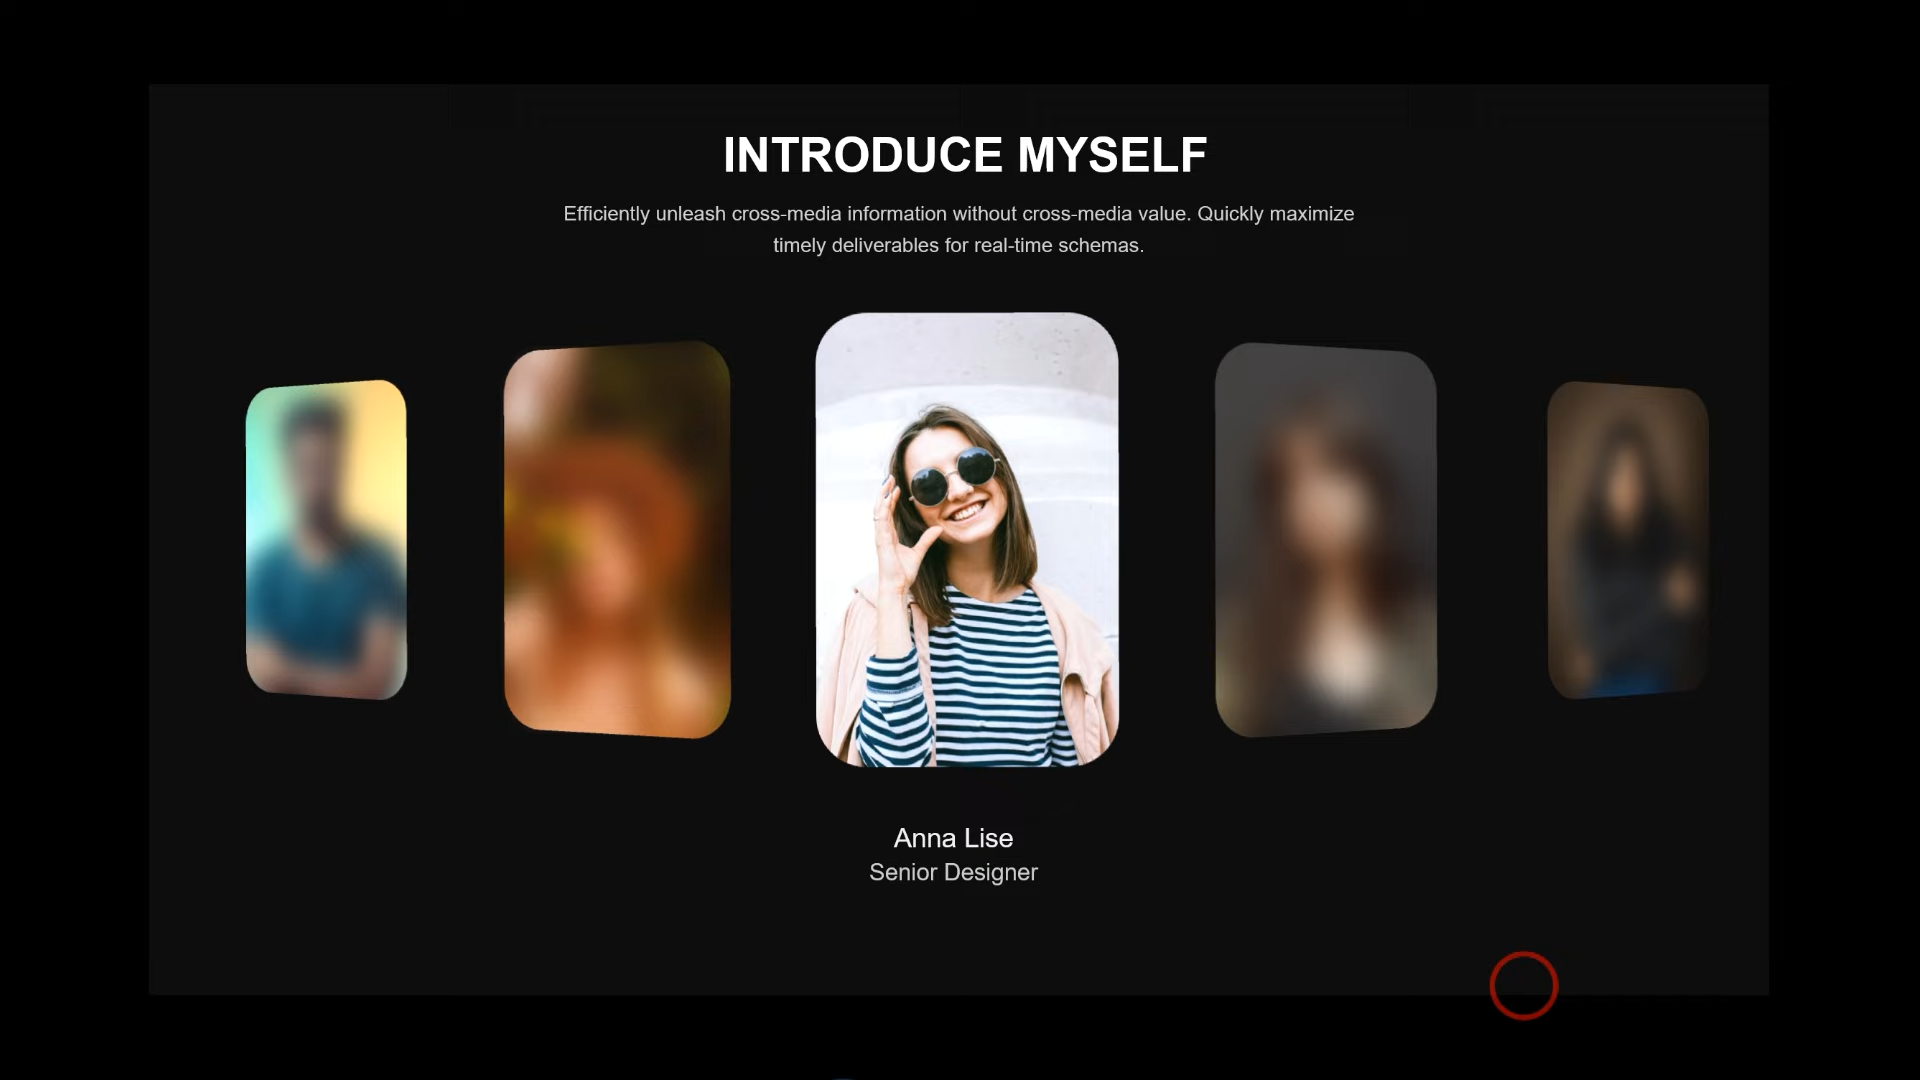 INTRODUCE MYSELF
Efficiently unleash cross-media information without cross-media value. Quickly maximize
timely deliverables for real-time schemas.
Anna Lise
Senior Designer